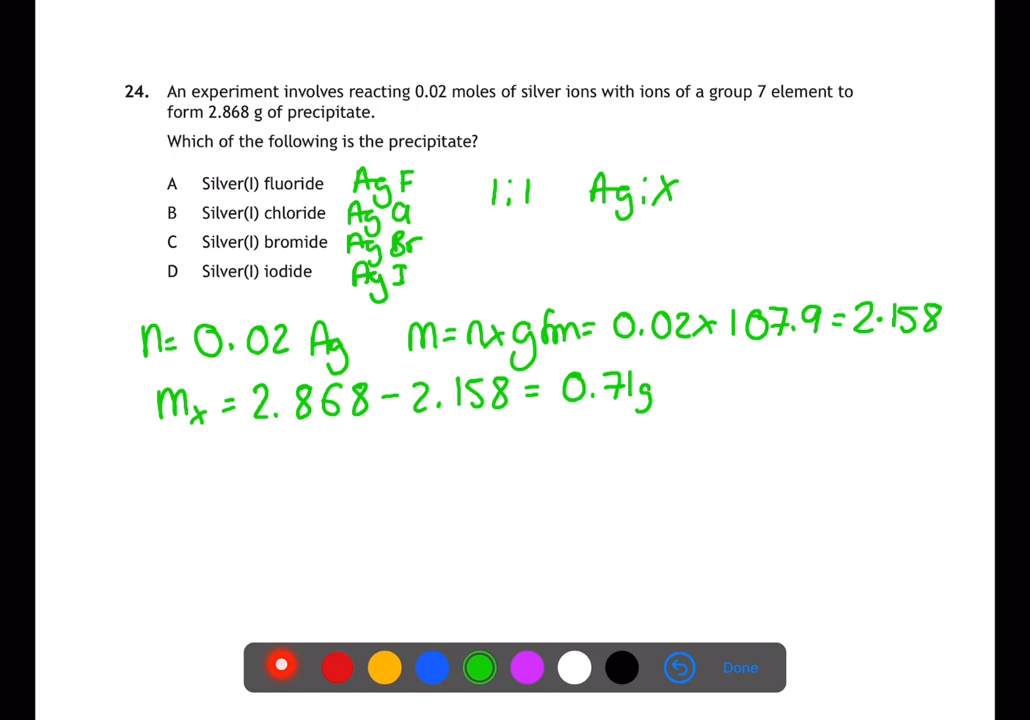 24. An experiment involves reacting 0.02 moles of silver ions with ions of a group 7 element to
form 2.868 g of precipitate.
Which of the following is the precipitate?
A Silver(I) fluoride AgF 1:1 Ag:X
B Silver(I) chloride AgCl
C Silver(I) bromide AgBr
D Silver(I) iodide AgI
n= 0.02 Ag m=n×gfm= 0.02×107.9=2.158
mx = 2.868-2.158 = 0.71g
Done